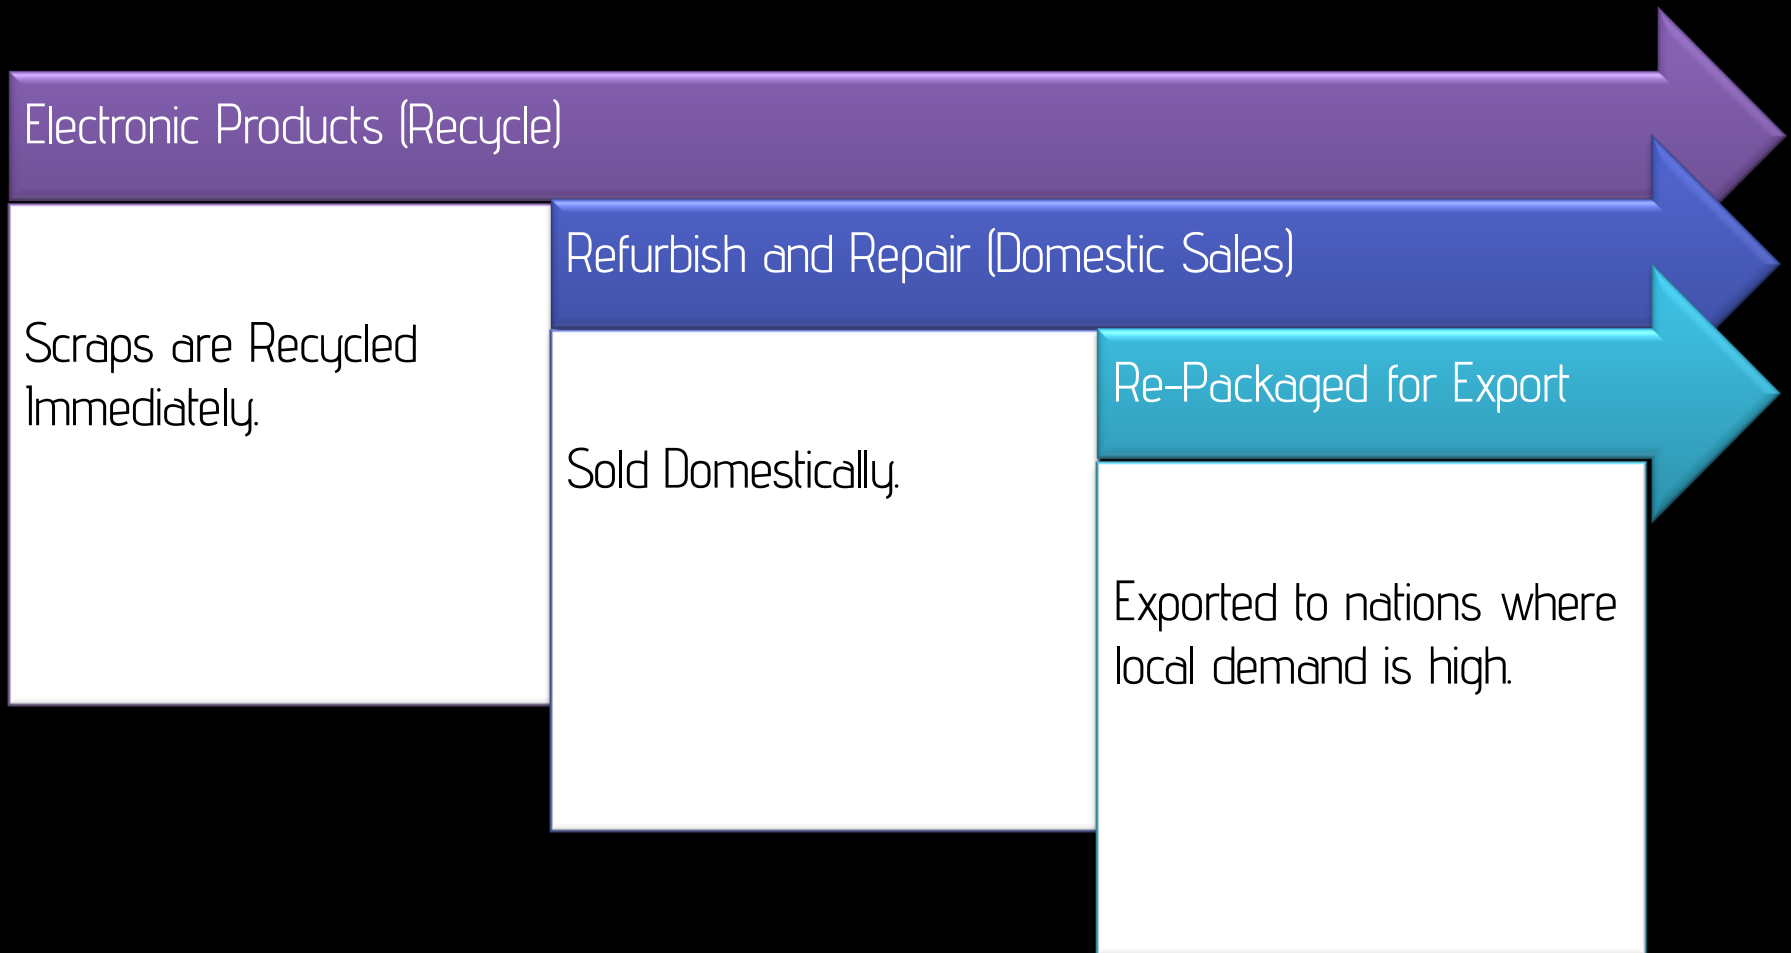 Electronic Products (Recycle)
Scraps are Recycled
Immediately.
Refurbish and Repair (Domestic Sales)
Sold Domestically.
Re-Packaged for Export
Exported to nations where
local demand is high.